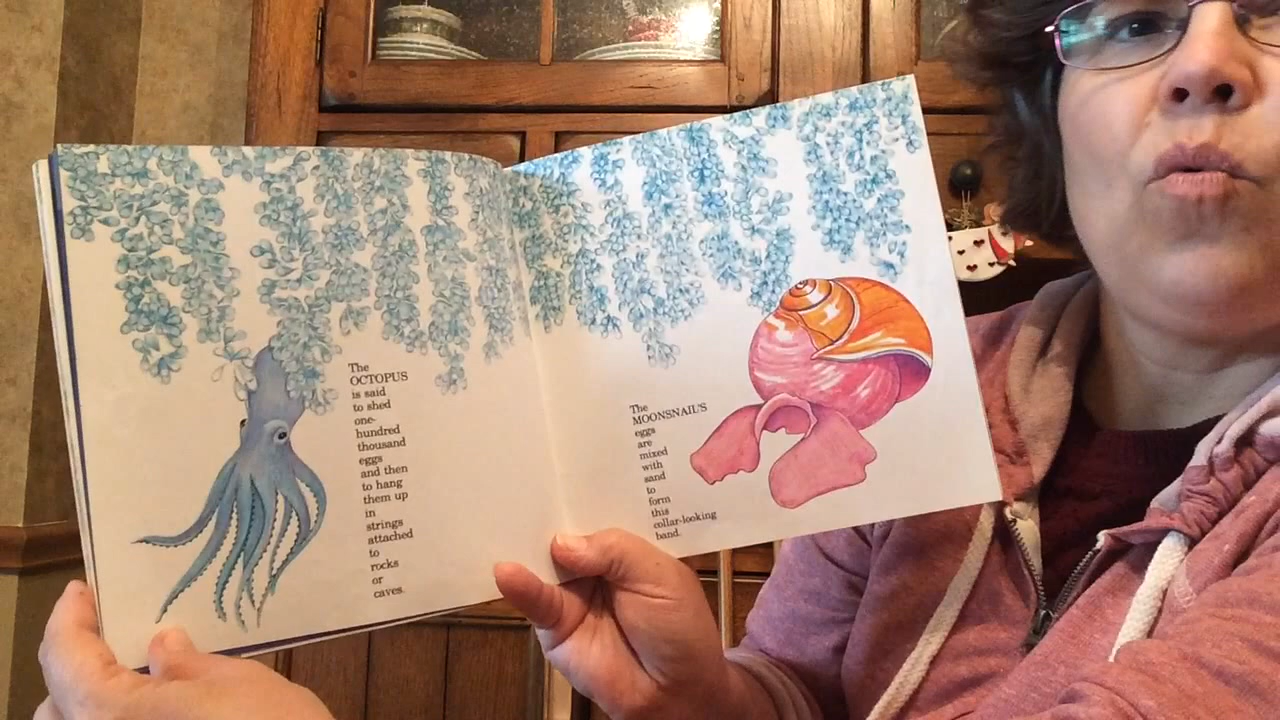 The
OCTOPUS
is said
to shed
one-
hundred
thousand
eggs
and then
to hang
them up
in
strings
attached
to
rocks
or
caves.
The
MOONSNAIL'S
eggs
are
mixed
with
sand
to
form
this
collar-looking
band.